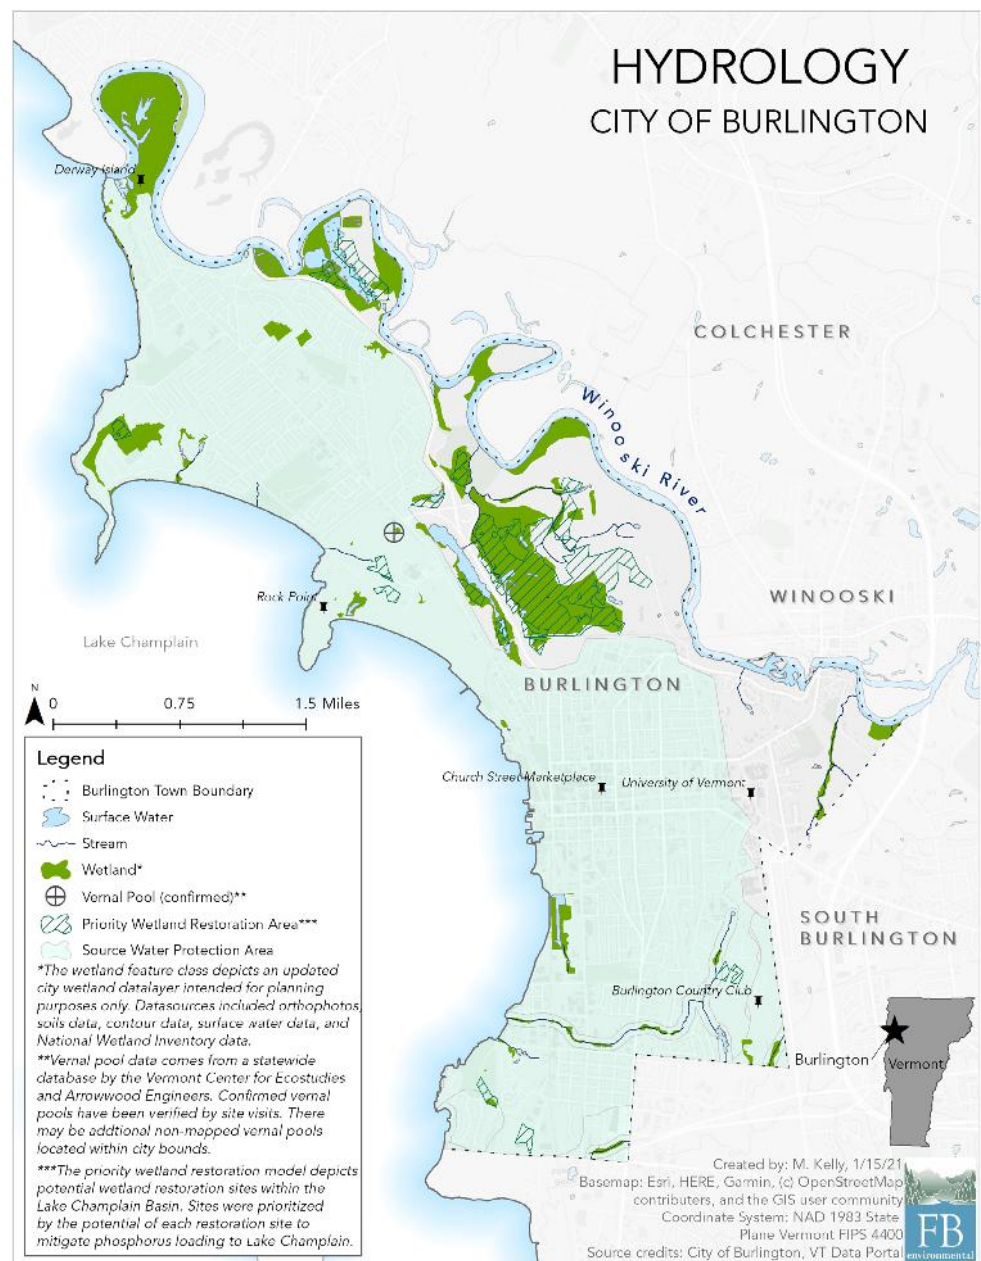 HYDROLOGY
CITY OF BURLINGTON
Derway Island
COLCHESTER
Winooski River
WINOOSKI
Rock Point
Lake Champlain
BURLINGTON
N
0 0.75 1.5 Miles
Church Street Marketplace
University of Vermont
SOUTH
BURLINGTON
Burlington Country Club
Legend
Burlington Town Boundary
Surface Water
Stream
Wetland*
Vernal Pool (confirmed)**
Priority Wetland Restoration Area***
Source Water Protection Area
*The wetland feature class depicts an updated
city wetland datalayer intended for planning
purposes only. Datasources included orthophotos,
soils data, contour data, surface water data, and
National Wetland Inventory data.
**Vernal pool data comes from a statewide
database by the Vermont Center for Ecostudies
and Arrowwood Engineers. Confirmed vernal
pools have been verified by site visits. There
may be addtional non-mapped vernal pools
located within city bounds.
***The priority wetland restoration model depicts
potential wetland restoration sites within the
Lake Champlain Basin. Sites were prioritized
by the potential of each restoration site to
mitigate phosphorus loading to Lake Champlain.
Burlington
Vermont
Created by: M. Kelly, 1/15/21
Basemap: Esri, HERE, Garmin, (c) OpenStreetMap
contributers, and the GIS user community
Coordinate System: NAD 1983 State
Plane Vermont FIPS 4400
Source credits: City of Burlington, VT Data Portal
FB
environmental